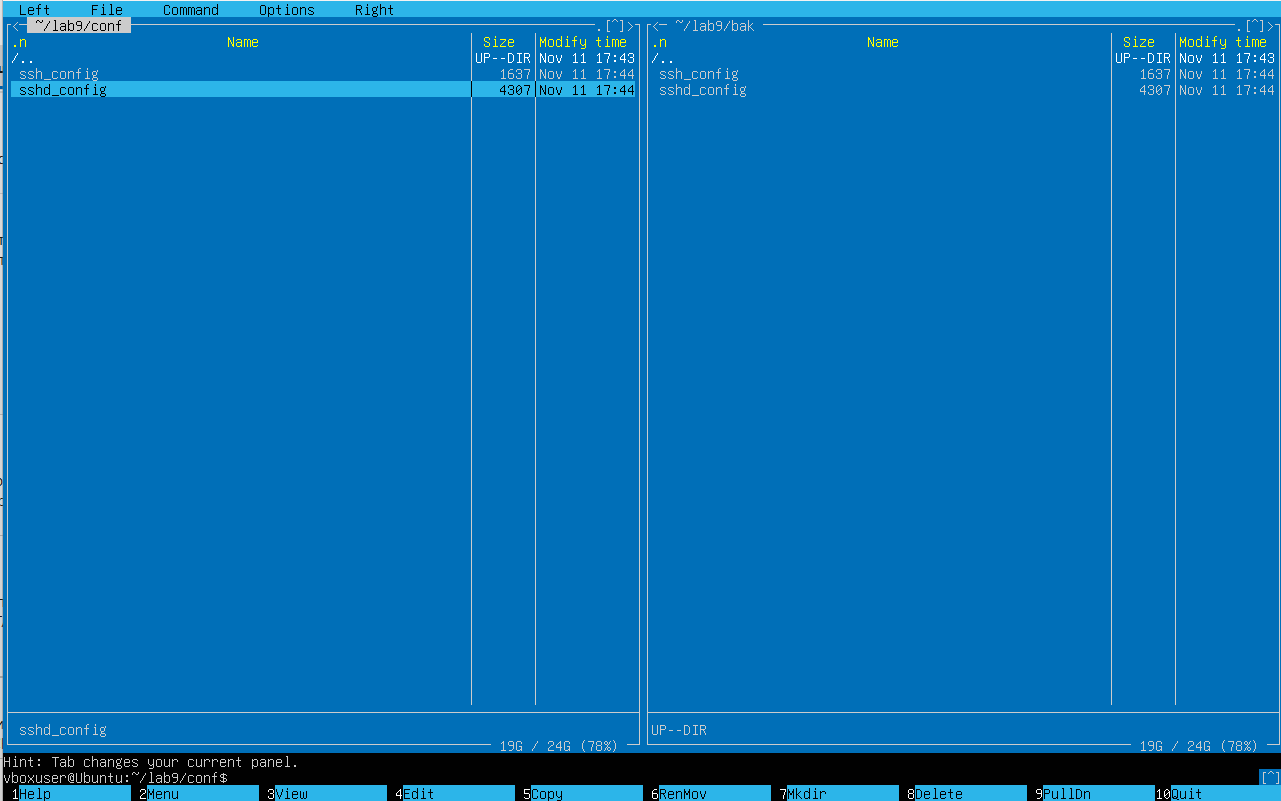 Left File Command Options Right
<─ ~/lab9/conf .[^]> <─ ~/lab9/bak .[^]>
.n Name Size Modify time .n Name Size Modify time
/.. UP--DIR Nov 11 17:43 /.. UP--DIR Nov 11 17:43
ssh_config 1637 Nov 11 17:44 ssh_config 1637 Nov 11 17:44
sshd_config 4307 Nov 11 17:44 sshd_config 4307 Nov 11 17:44
sshd_config UP--DIR
19G / 24G (78%) 19G / 24G (78%)
Hint: Tab changes your current panel.
vboxuser@Ubuntu:~/lab9/conf$ [^]
1Help 2Menu 3View 4Edit 5Copy 6RenMov 7Mkdir 8Delete 9PullDn 10Quit